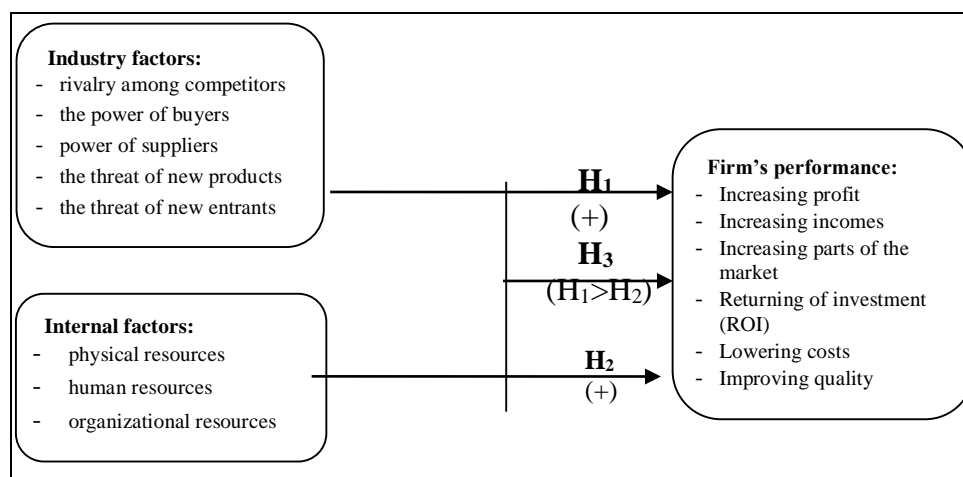 Industry factors:
- rivalry among competitors
- the power of buyers
- power of suppliers
- the threat of new products
- the threat of new entrants
Internal factors:
- physical resources
- human resources
- organizational resources
H₁
(+)
H₃
(H₁>H₂)
H₂
(+)
Firm's performance:
- Increasing profit
- Increasing incomes
- Increasing parts of the
market
- Returning of investment
(ROI)
- Lowering costs
- Improving quality